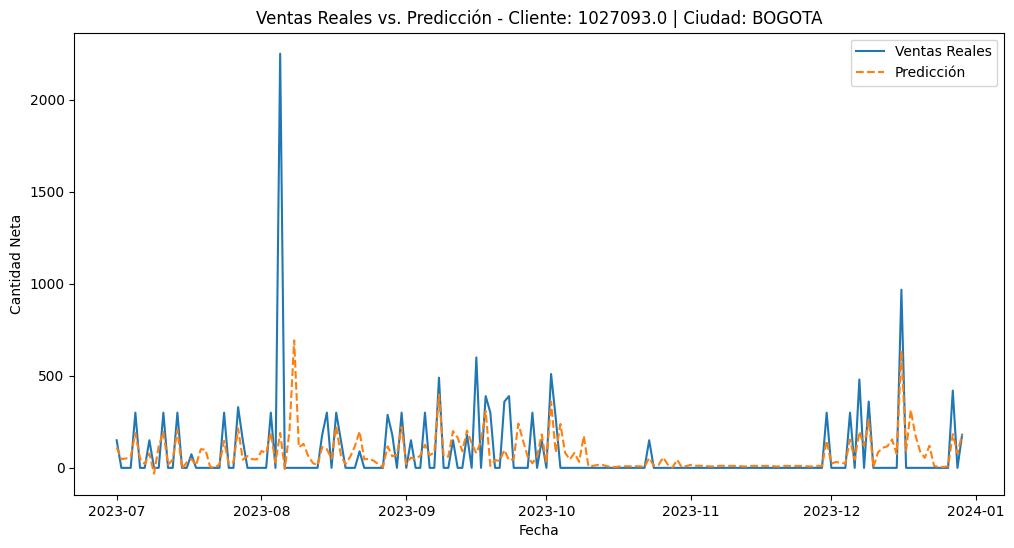 Ventas Reales vs. Predicción - Cliente: 1027093.0 | Ciudad: BOGOTA
Ventas Reales
Predicción
Cantidad Neta
2000
1500
1000
500
0
2023-07
2023-08
2023-09
2023-10
2023-11
2023-12
2024-01
Fecha